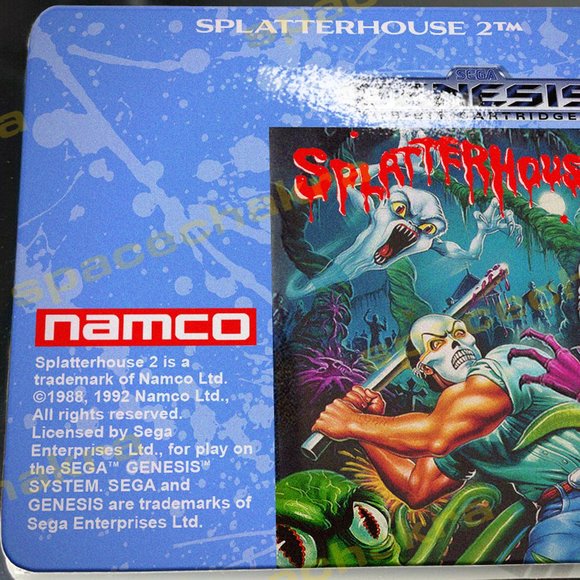 SPLATTERHOUSE 2™
SEGA
GENESIS
CARTRIDGE
SPLATTERHOUS
namco
Splatterhouse 2 is a
trademark of Namco Ltd.
©1988, 1992 Namco Ltd.,
All rights reserved.
Licensed by Sega
Enterprises Ltd., for play on
the SEGA™ GENESIS™
SYSTEM. SEGA and
GENESIS are trademarks of
Sega Enterprises Ltd.
spacechalk